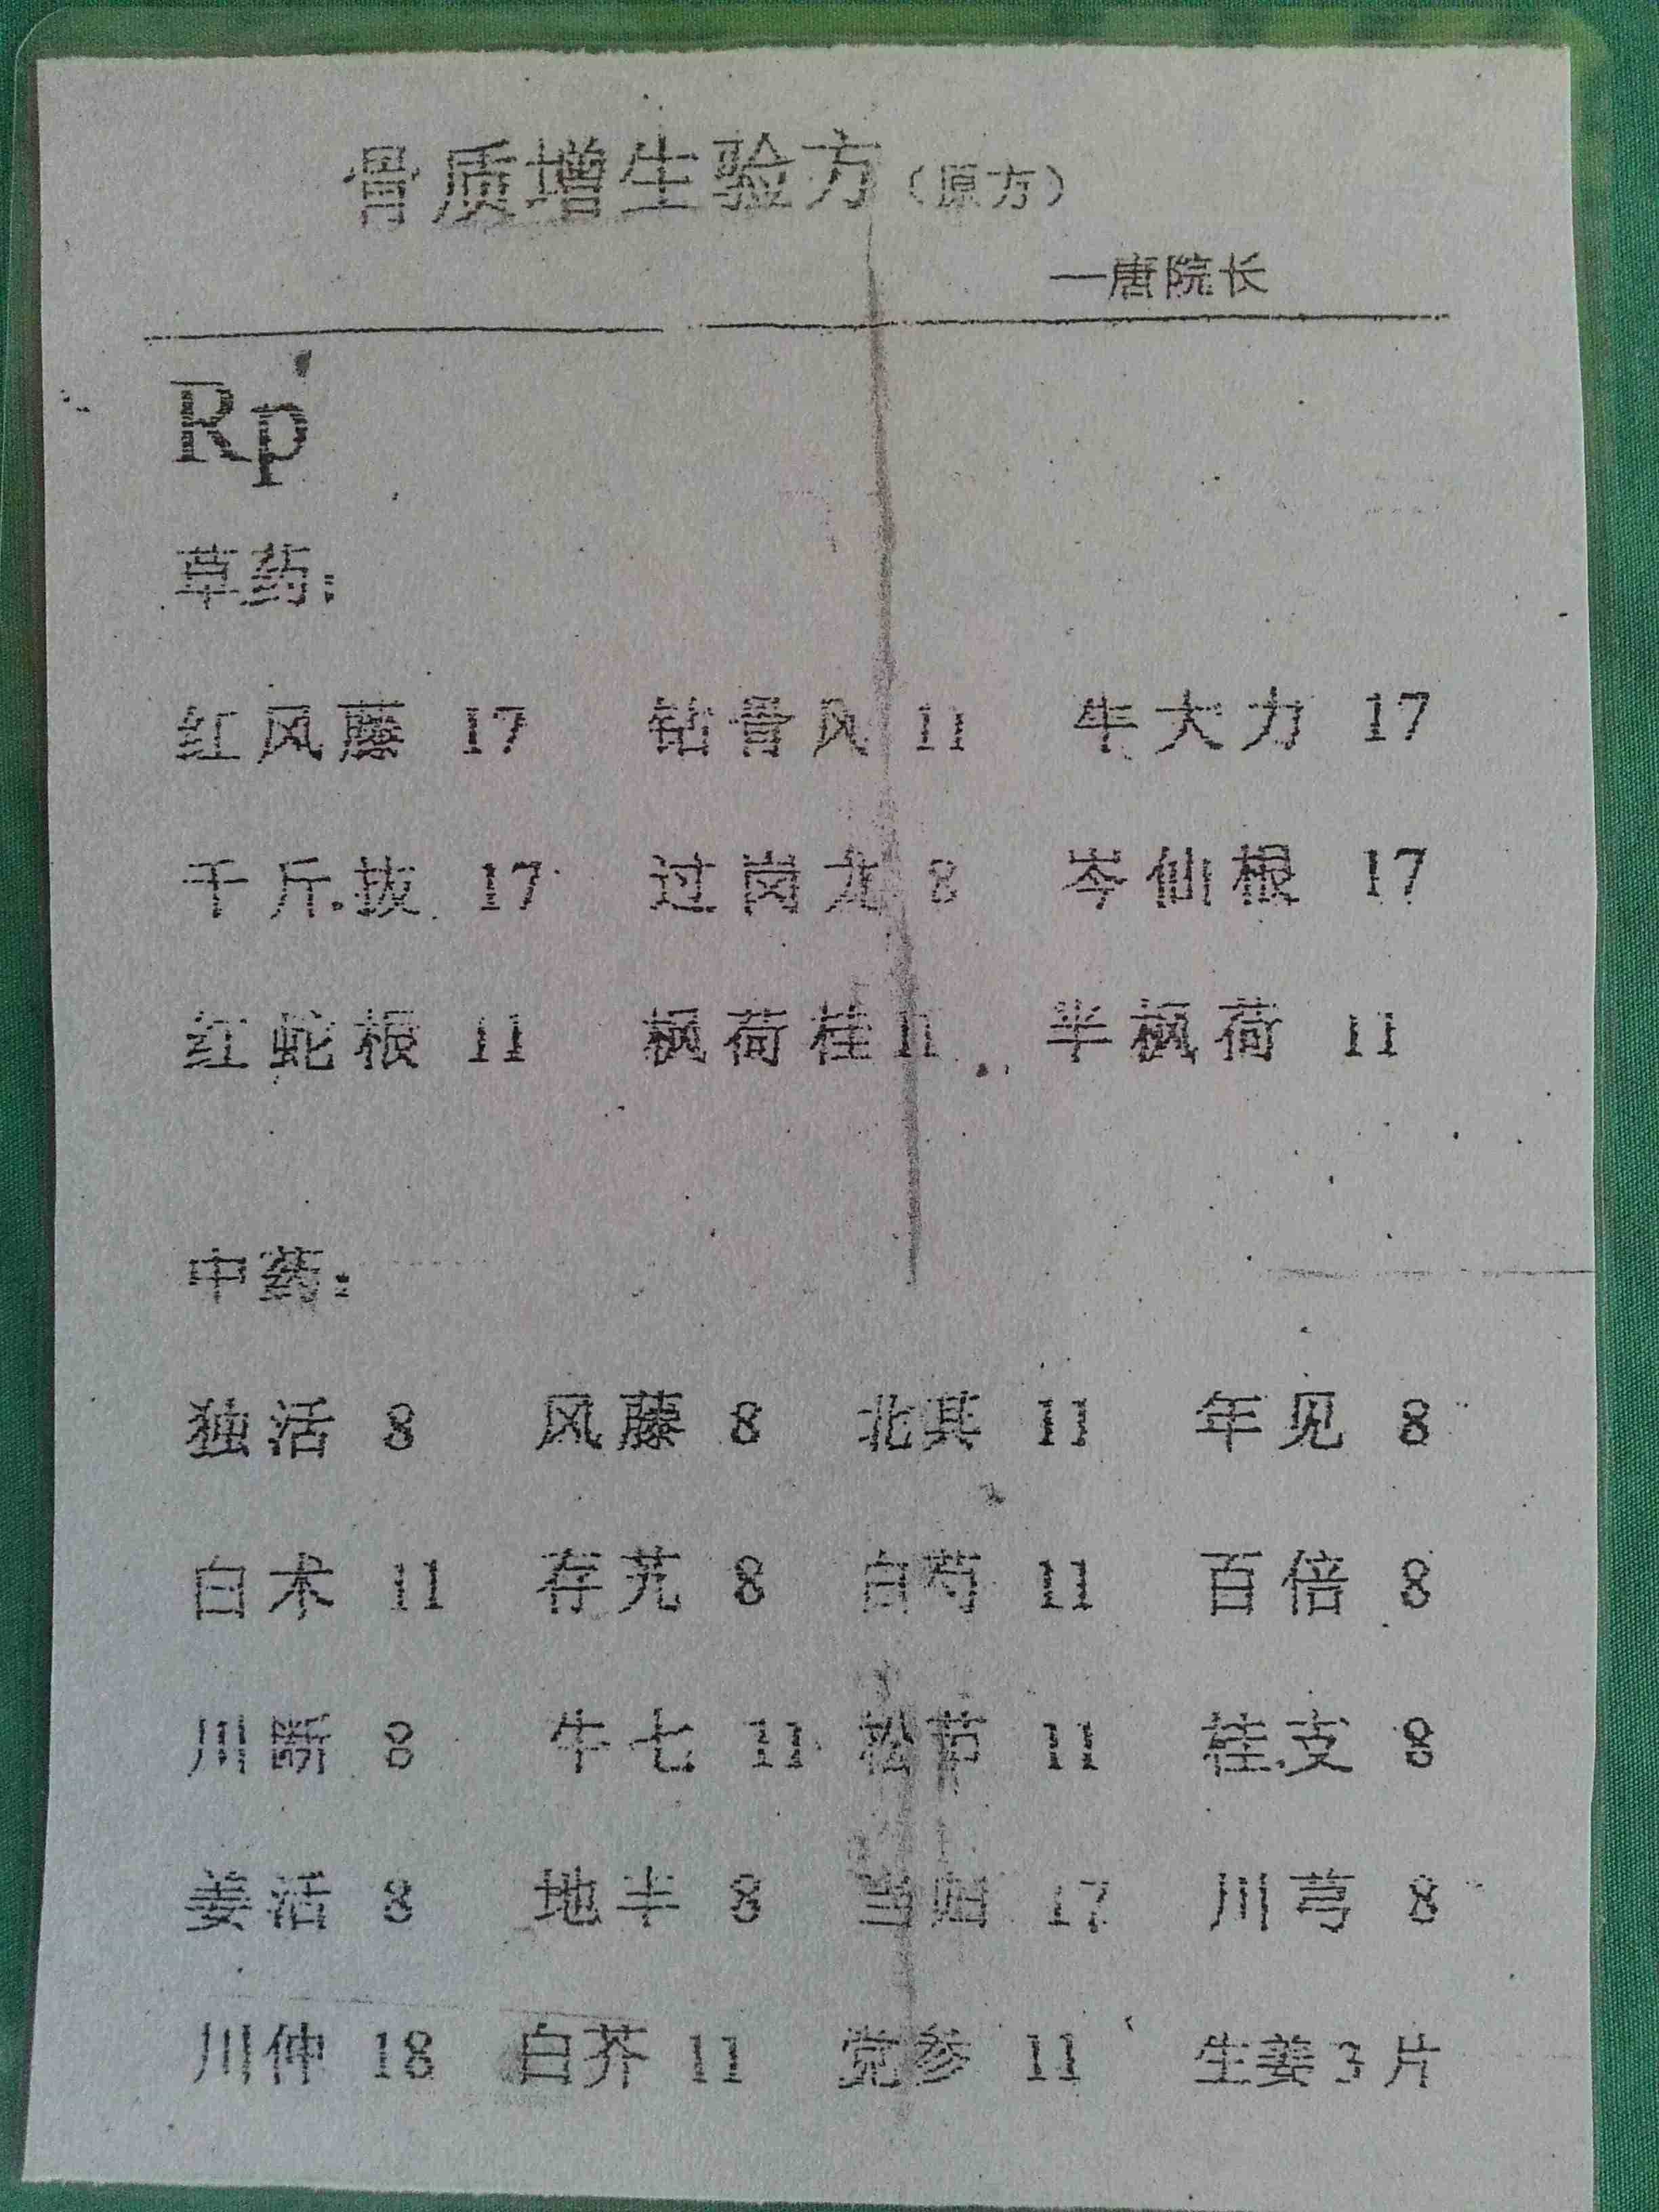 骨质增生验方（原方）
—唐院长
Rp
草药：
红风藤 17 钻骨风 11 牛大力 17
千斤拔 17 过岗龙 8 岑仙根 17
红蛇根 11 枫荷桂 11 半枫荷 11
中药：
独活 8 风藤 8 北其 11 年见 8
白术 11 存艽 8 白芍 11 百倍 8
川断 8 牛七 11 松节 11 桂支 8
姜活 8 地半 8 当归 17 川芎 8
川仲 18 白芥 11 党参 11 生姜3片